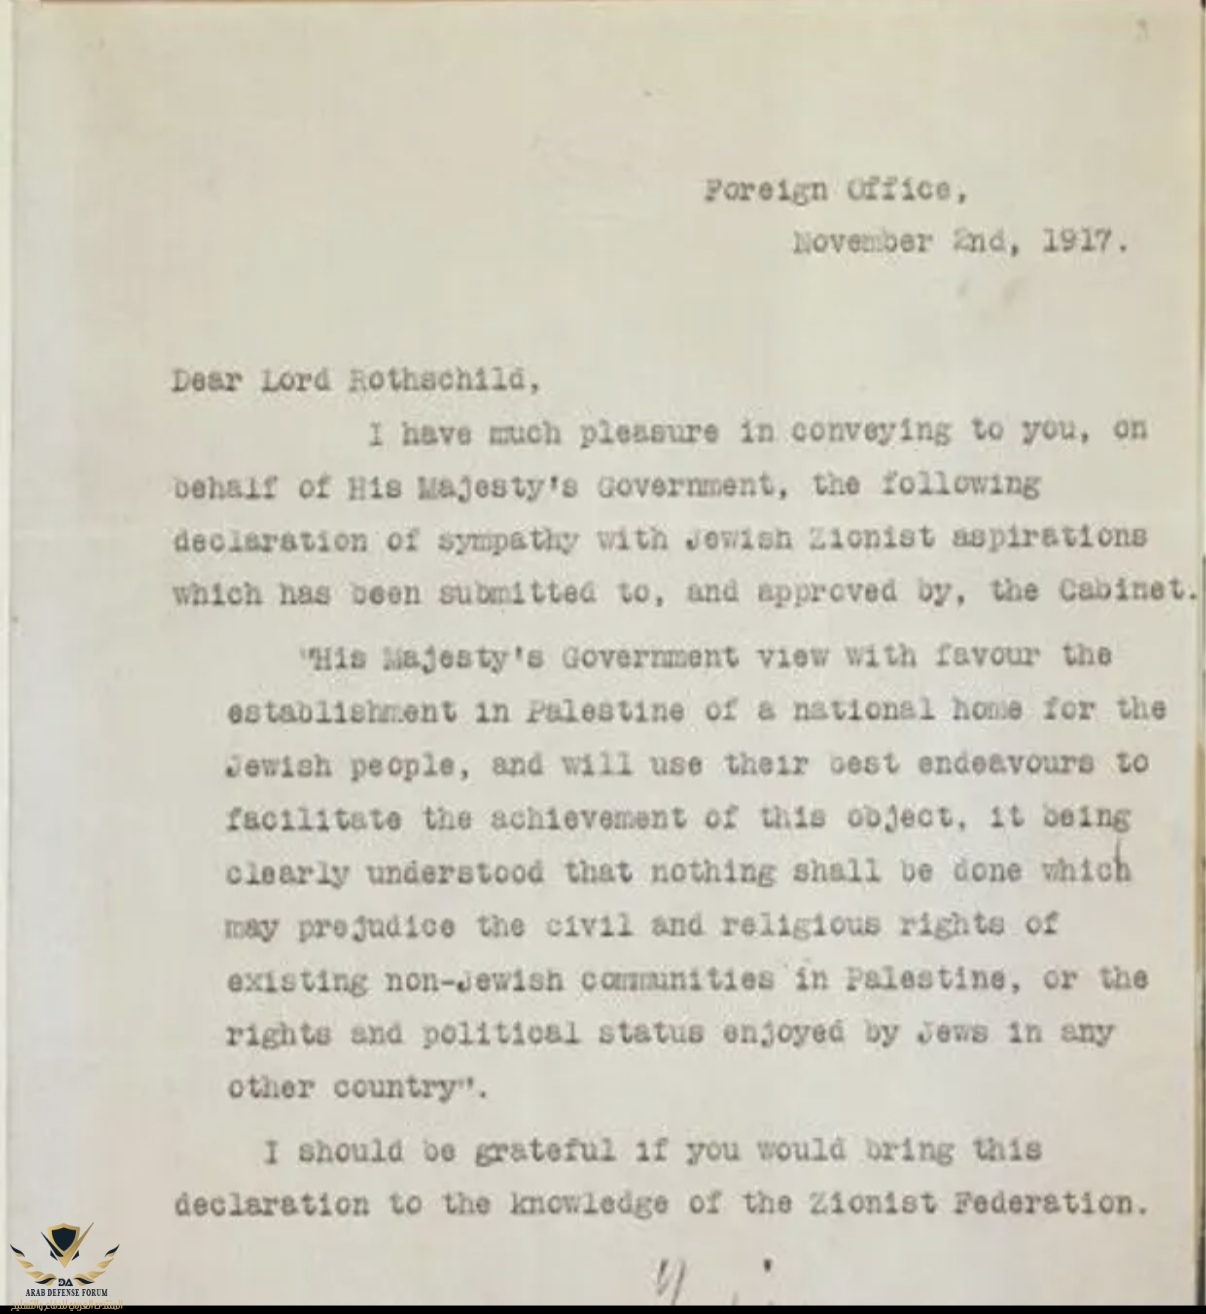 Foreign Office,
November 2nd, 1917.
Dear Lord Rothschild,
I have much pleasure in conveying to you, on
behalf of His Majesty's Government, the following
declaration of sympathy with Jewish Zionist aspirations
which has been submitted to, and approved by, the Cabinet.
"His Majesty's Government view with favour the
establishment in Palestine of a national home for the
Jewish people, and will use their best endeavours to
facilitate the achievement of this object, it being
clearly understood that nothing shall be done which
may prejudice the civil and religious rights of
existing non-Jewish communities in Palestine, or the
rights and political status enjoyed by Jews in any
other country".
I should be grateful if you would bring this
declaration to the knowledge of the Zionist Federation.
DA
ARAB DEFENSE FORUM
المنتدى العربي للدفاع والتسليح